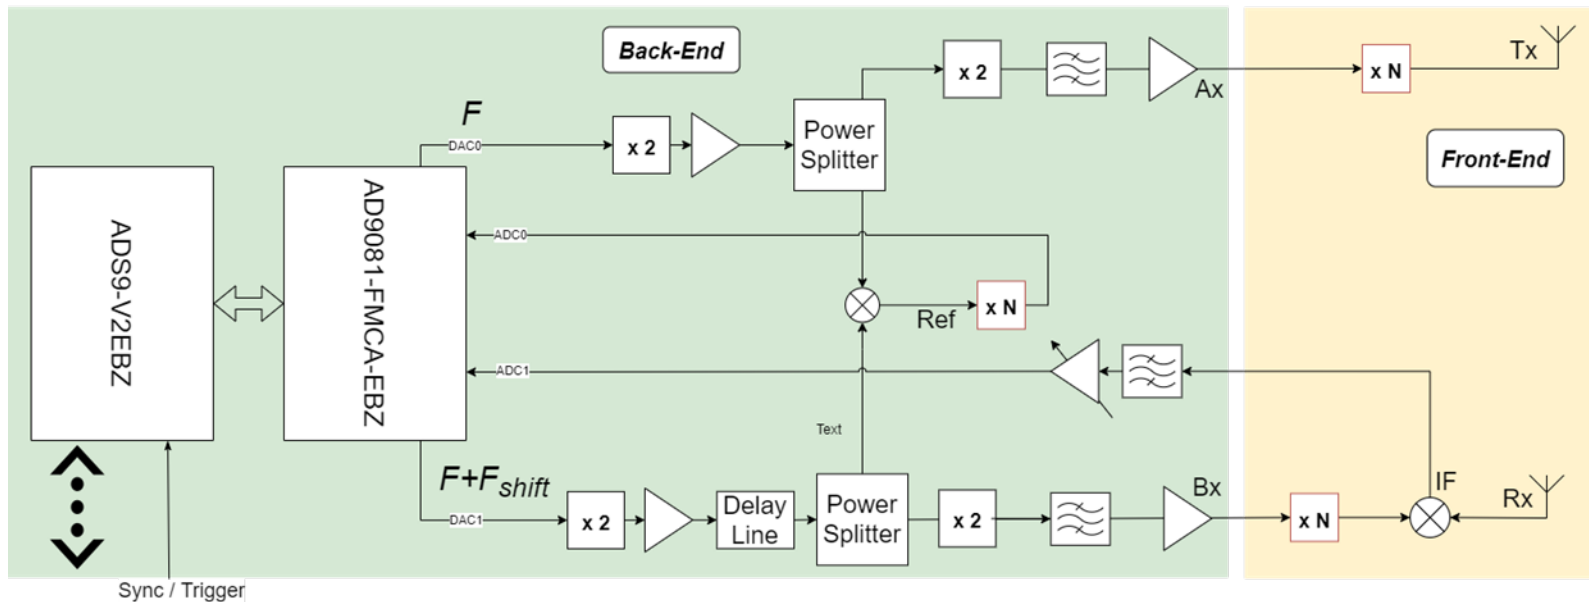 Back-End
x 2
Ax
x N
Tx
F
DAC0
x 2
Power
Splitter
Front-End
ADS9-V2EBZ
AD9081-FMCA-EBZ
ADC0
Ref
x N
ADC1
Text
F+Fshift
DAC1
x 2
Delay
Line
Power
Splitter
x 2
Bx
x N
IF
Rx
Sync / Trigger